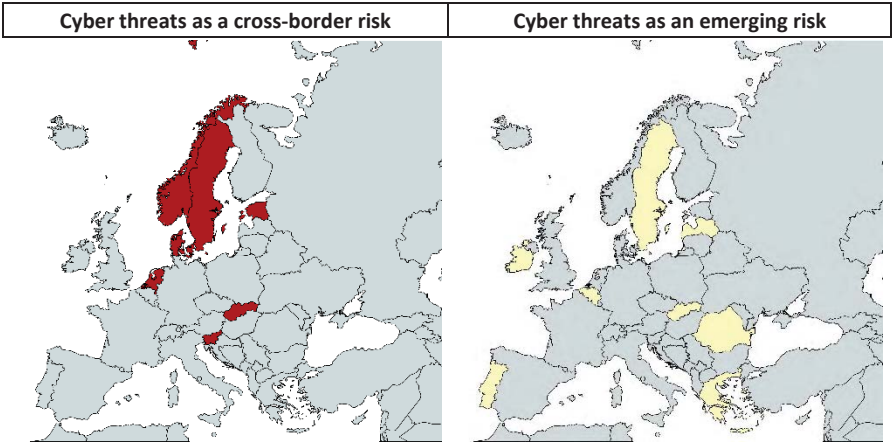 Cyber threats as a cross-border risk
Cyber threats as an emerging risk